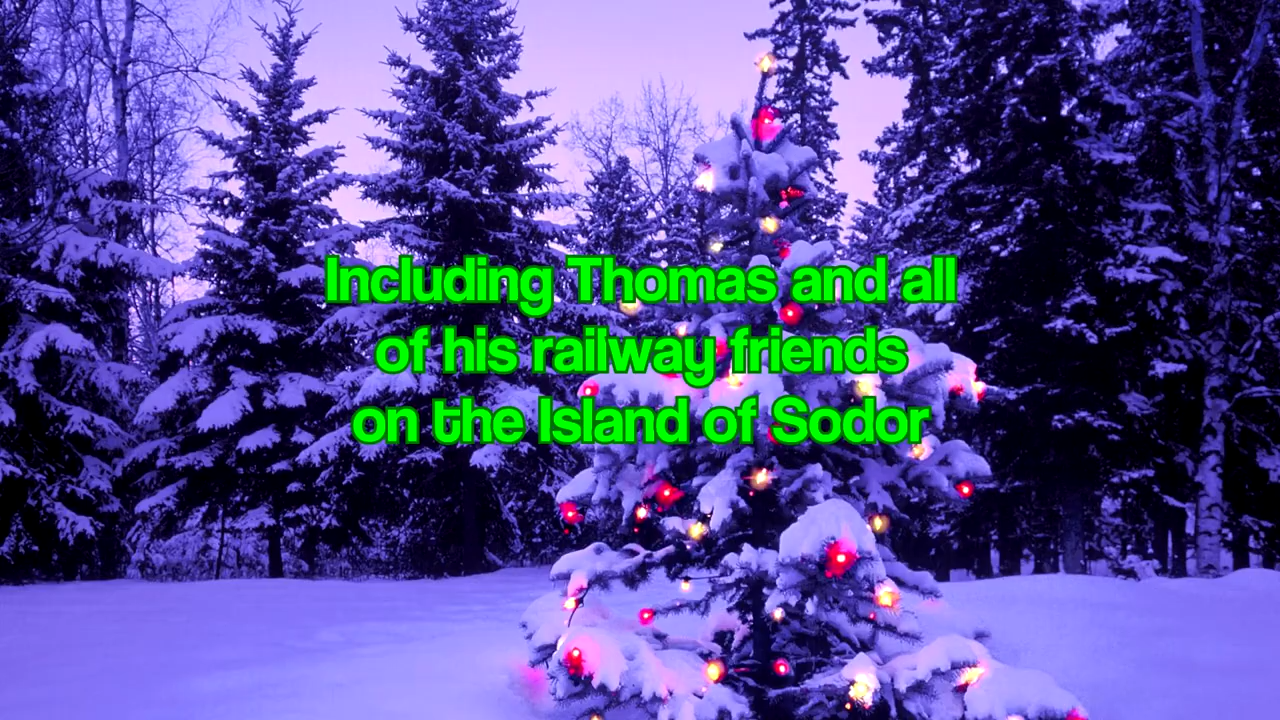 Including Thomas and all
of his railway friends
on the Island of Sodor